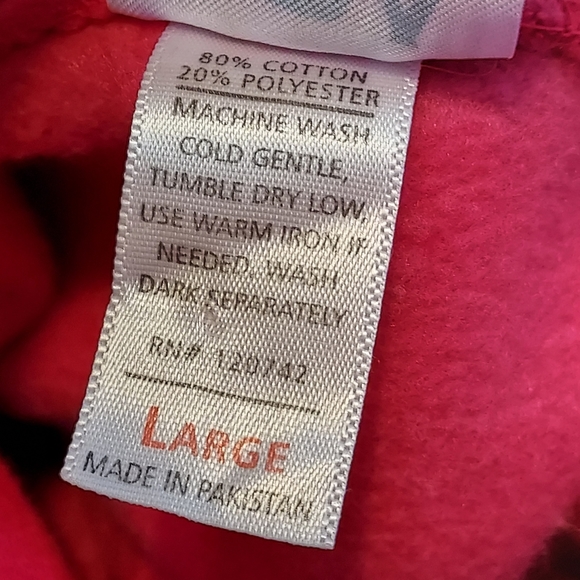 80% COTTON
20% POLYESTER
MACHINE WASH
COLD GENTLE,
TUMBLE DRY LOW,
USE WARM IRON IF
NEEDED, WASH
DARK SEPARATELY
RN# 120742
LARGE
MADE IN PAKISTAN